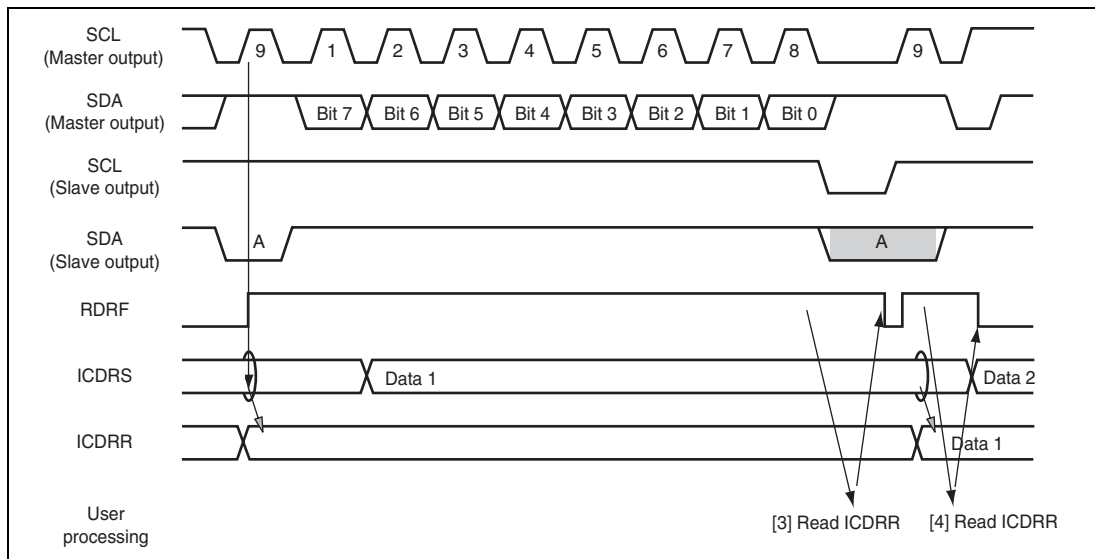 SCL
(Master output)
9 1 2 3 4 5 6 7 8 9
SDA
(Master output)
Bit 7 Bit 6 Bit 5 Bit 4 Bit 3 Bit 2 Bit 1 Bit 0
SCL
(Slave output)
SDA
(Slave output)
A A
RDRF
ICDRS
Data 1 Data 2
ICDRR
Data 1
User
processing
[3] Read ICDRR [4] Read ICDRR